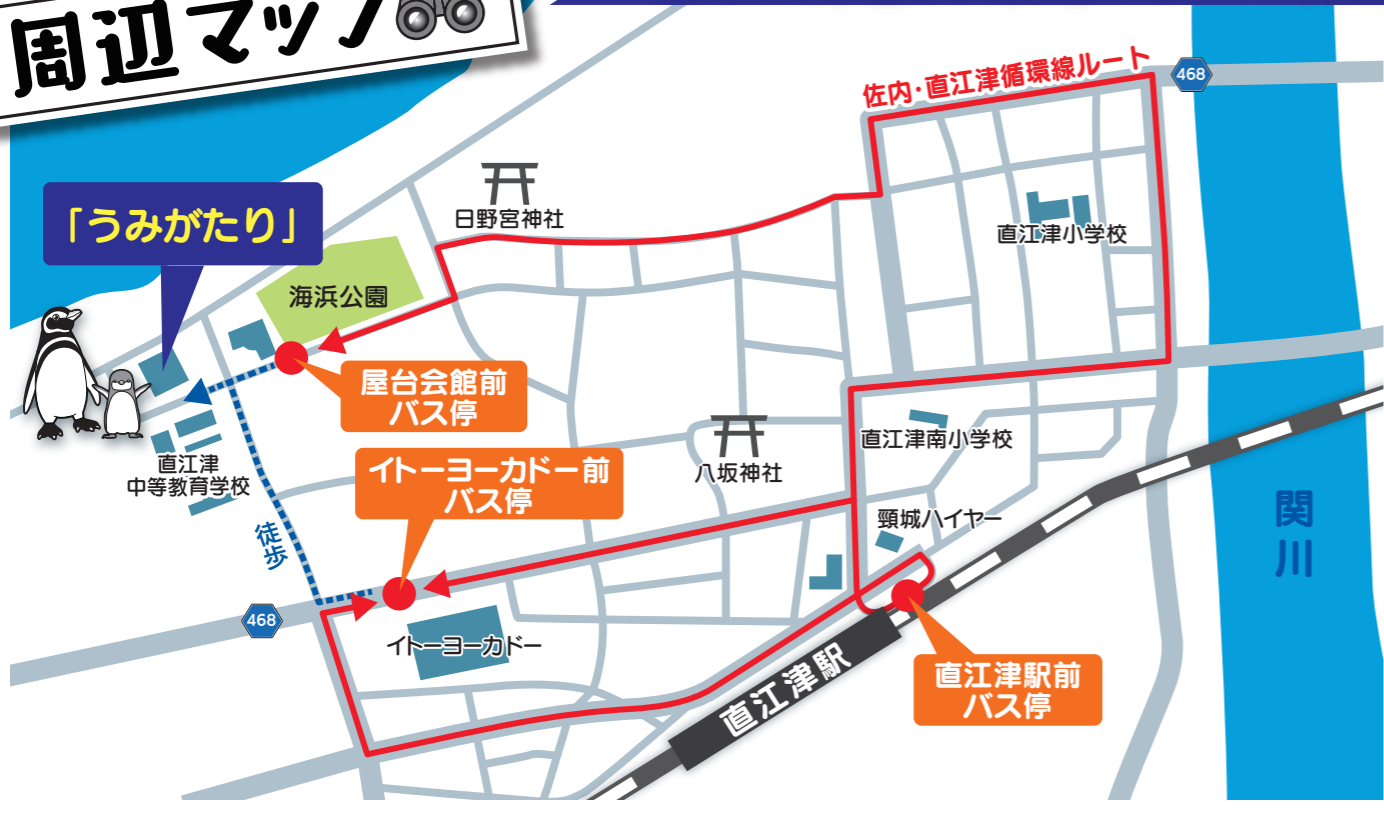 周辺マップ
佐内・直江津循環線ルート
468
日野宮神社
「うみがたり」
直江津小学校
海浜公園
屋台会館前
バス停
直江津南小学校
直江津
中等教育学校
イトーヨーカドー前
バス停
八坂神社
頸城ハイヤー
関川
徒歩
468
イトーヨーカドー
直江津駅
直江津駅前
バス停